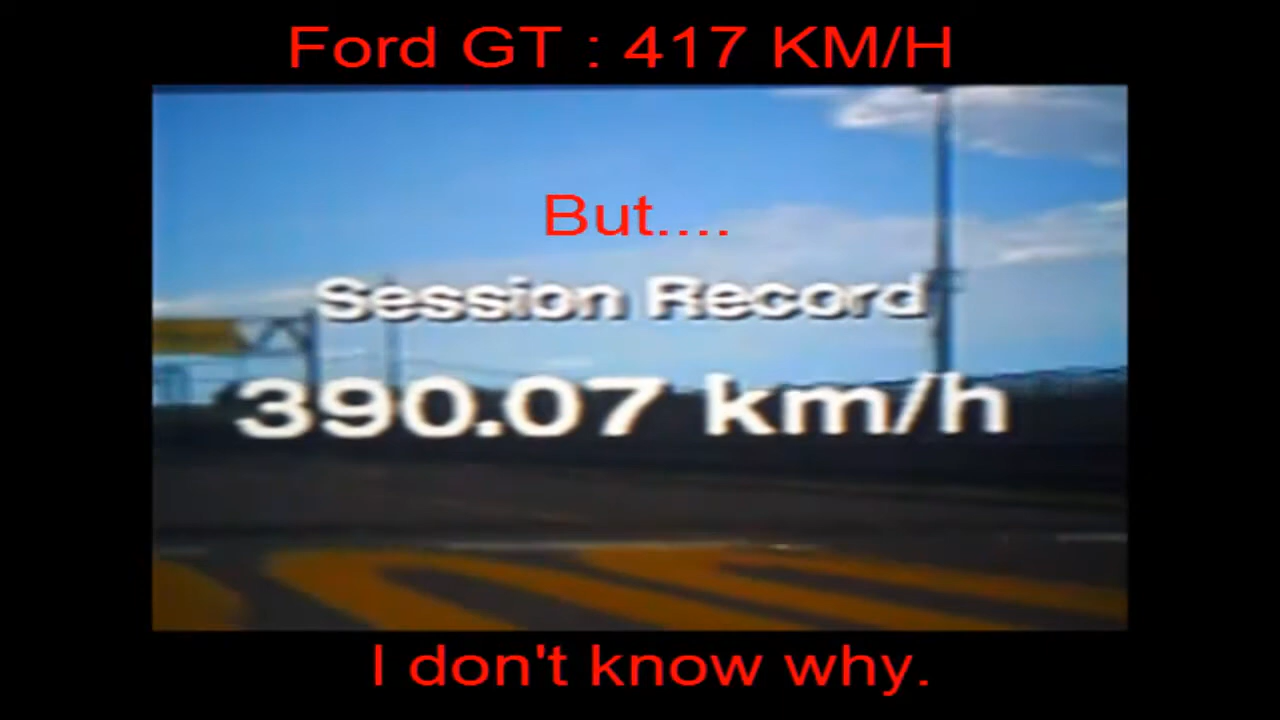 Ford GT : 417 KM/H
But....
Session Record
390.07 km/h
I don't know why.